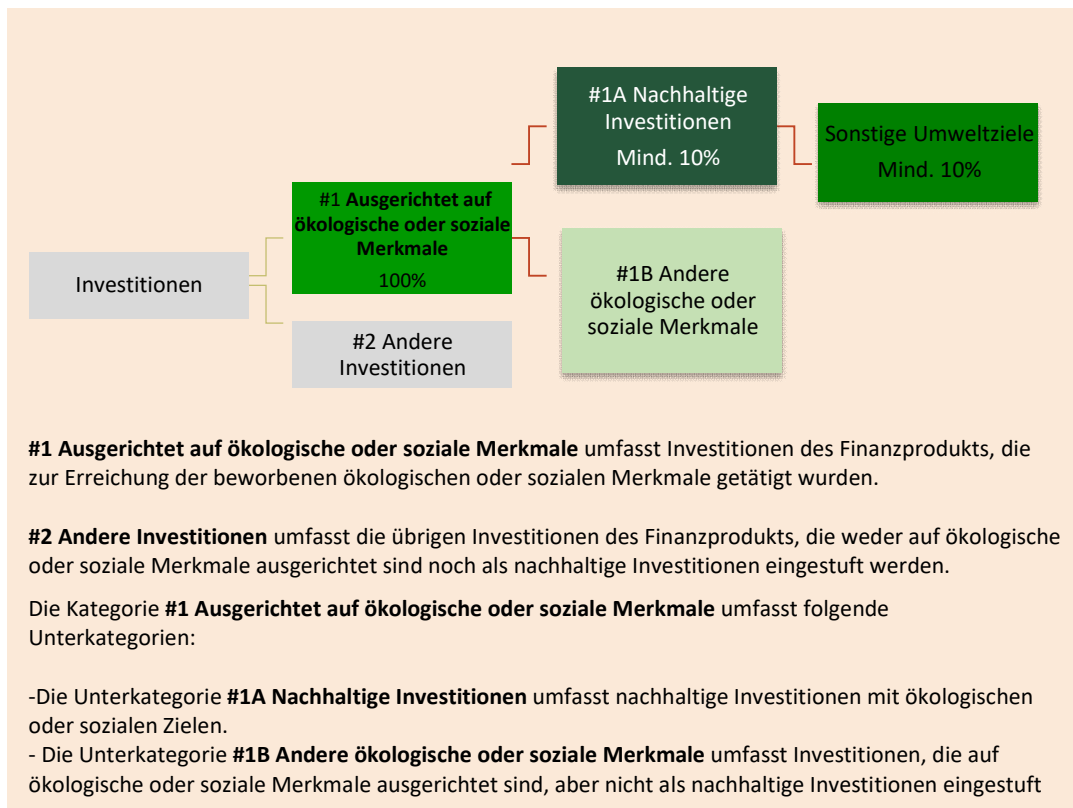 #1A Nachhaltige
Investitionen
Mind. 10%
Sonstige Umweltziele
Mind. 10%
#1 Ausgerichtet auf
ökologische oder soziale
Merkmale
100%
Investitionen
#1B Andere
ökologische oder
soziale Merkmale
#2 Andere
Investitionen
#1 Ausgerichtet auf ökologische oder soziale Merkmale umfasst Investitionen des Finanzprodukts, die
zur Erreichung der beworbenen ökologischen oder sozialen Merkmale getätigt wurden.
#2 Andere Investitionen umfasst die übrigen Investitionen des Finanzprodukts, die weder auf ökologische
oder soziale Merkmale ausgerichtet sind noch als nachhaltige Investitionen eingestuft werden.
Die Kategorie #1 Ausgerichtet auf ökologische oder soziale Merkmale umfasst folgende
Unterkategorien:
-Die Unterkategorie #1A Nachhaltige Investitionen umfasst nachhaltige Investitionen mit ökologischen
oder sozialen Zielen.
- Die Unterkategorie #1B Andere ökologische oder soziale Merkmale umfasst Investitionen, die auf
ökologische oder soziale Merkmale ausgerichtet sind, aber nicht als nachhaltige Investitionen eingestuft